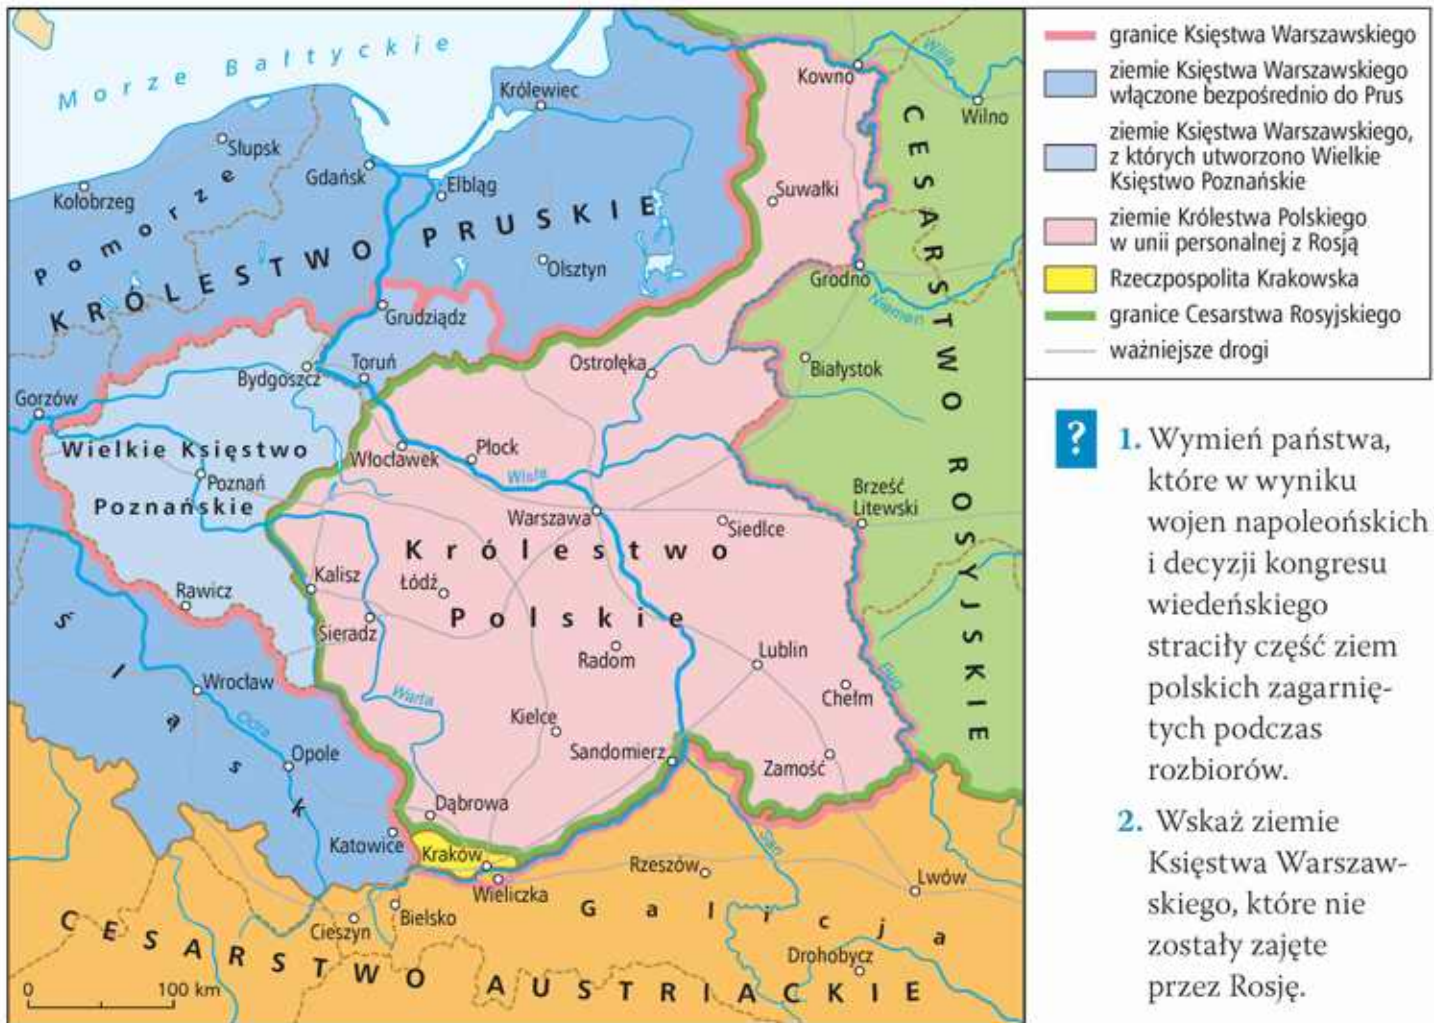 Morze Bałtyckie
Słupsk
Kołobrzeg
Pomorze
Gdańsk
Elbląg
Królewiec
KRÓLESTWO PRUSKIE
Olsztyn
Grudziądz
Toruń
Bydgoszcz
Gorzów
Wielkie Księstwo
Poznań
Poznańskie
Rawicz
Kowno
Wilia
Wilno
Suwałki
Grodno
Niemen
CESARSTWO ROSYJSKIE
Białystok
Ostrołęka
Włocławek
Płock
Wisła
Warszawa
Siedlce
Brześć
Litewski
Królestwo
Polskie
Kalisz
Łódź
Sieradz
Radom
Lublin
Chełm
Bug
Warta
Kielce
Sandomierz
Zamość
Śląsk
Wrocław
Odra
Opole
Dąbrowa
Katowice
Kraków
Wieliczka
Rzeszów
San
Lwów
Galicja
Bielsko
Cieszyn
Drohobycz
CESARSTWO AUSTRIACKIE
0 100 km
granice Księstwa Warszawskiego
ziemie Księstwa Warszawskiego
włączone bezpośrednio do Prus
ziemie Księstwa Warszawskiego,
z których utworzono Wielkie
Księstwo Poznańskie
ziemie Królestwa Polskiego
w unii personalnej z Rosją
Rzeczpospolita Krakowska
granice Cesarstwa Rosyjskiego
ważniejsze drogi
?
1. Wymień państwa,
które w wyniku
wojen napoleońskich
i decyzji kongresu
wiedeńskiego
straciły część ziem
polskich zagarnię-
tych podczas
rozbiorów.
2. Wskaż ziemie
Księstwa Warszaw-
skiego, które nie
zostały zajęte
przez Rosję.